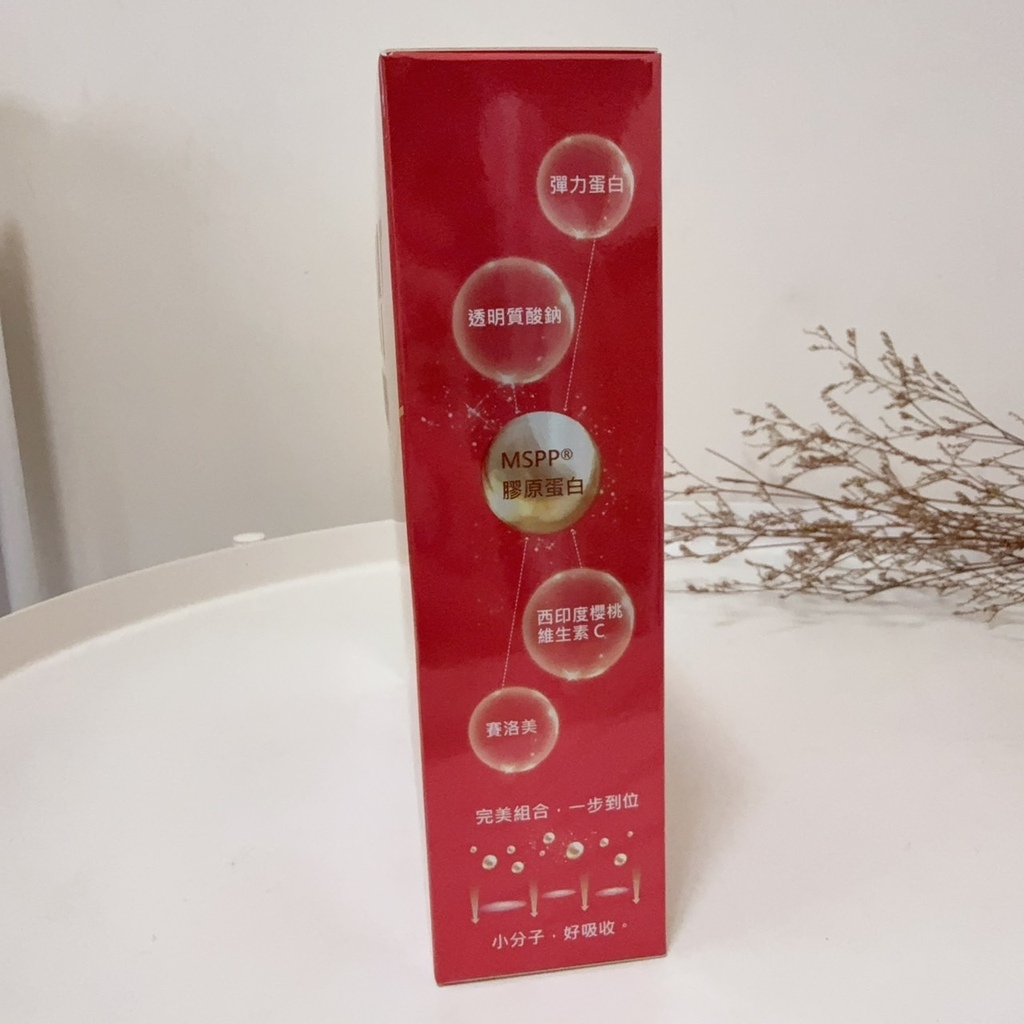 彈力蛋白
透明質酸鈉
MSPP®
膠原蛋白
西印度櫻桃
維生素C
賽洛美
完美組合．一步到位
小分子．好吸收。